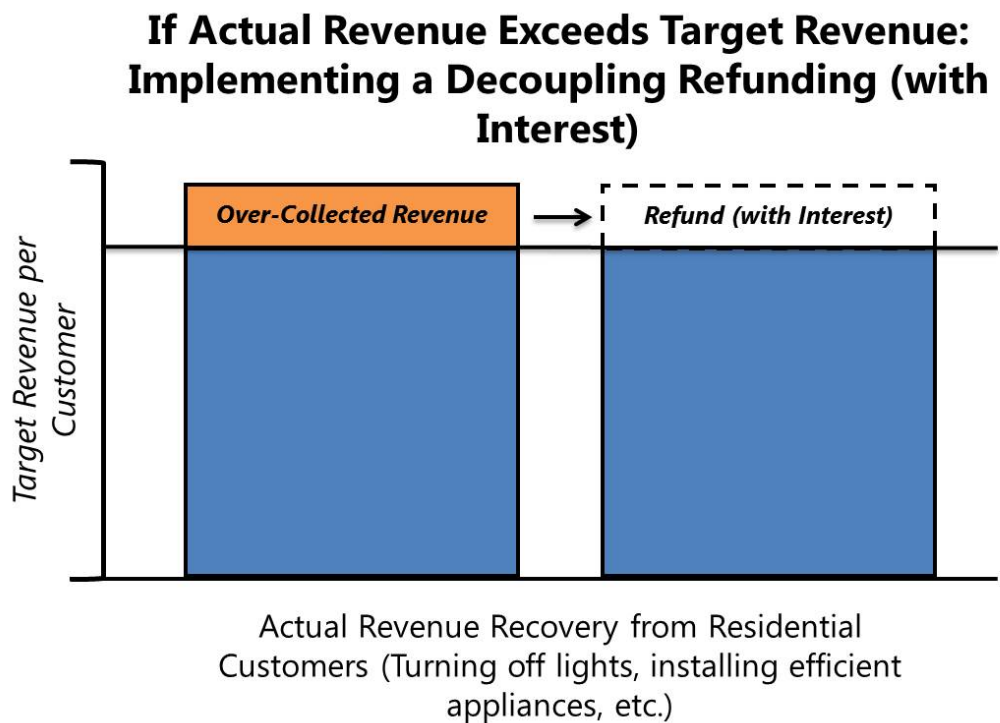 If Actual Revenue Exceeds Target Revenue:
Implementing a Decoupling Refunding (with
Interest)
Over-Collected Revenue
Refund (with Interest)
Target Revenue per
Customer
Actual Revenue Recovery from Residential
Customers (Turning off lights, installing efficient
appliances, etc.)